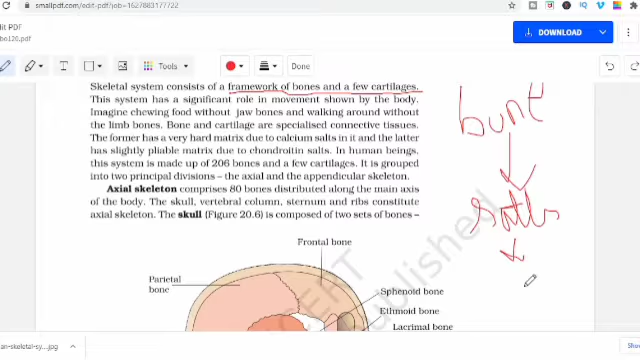 smallpdf.com/edit-pdf#job=1627883177722
dit PDF
bo126.pdf
DOWNLOAD
T
Tools
Done
Skeletal system consists of a framework of bones and a few cartilages.
This system has a significant role in movement shown by the body.
Imagine chewing food without jaw bones and walking around without
the limb bones. Bone and cartilage are specialised connective tissues.
The former has a very hard matrix due to calcium salts in it and the latter
has slightly pliable matrix due to chondroitin salts. In human beings,
this system is made up of 206 bones and a few cartilages. It is grouped
into two principal divisions – the axial and the appendicular skeleton.
Axial skeleton comprises 80 bones distributed along the main axis
of the body. The skull, vertebral column, sternum and ribs constitute
axial skeleton. The skull (Figure 20.6) is composed of two sets of bones –
bone
salts
Frontal bone
Parietal
bone
Sphenoid bone
Ethmoid bone
Lacrimal bone
an-skeletal-sy....jpg
Sho